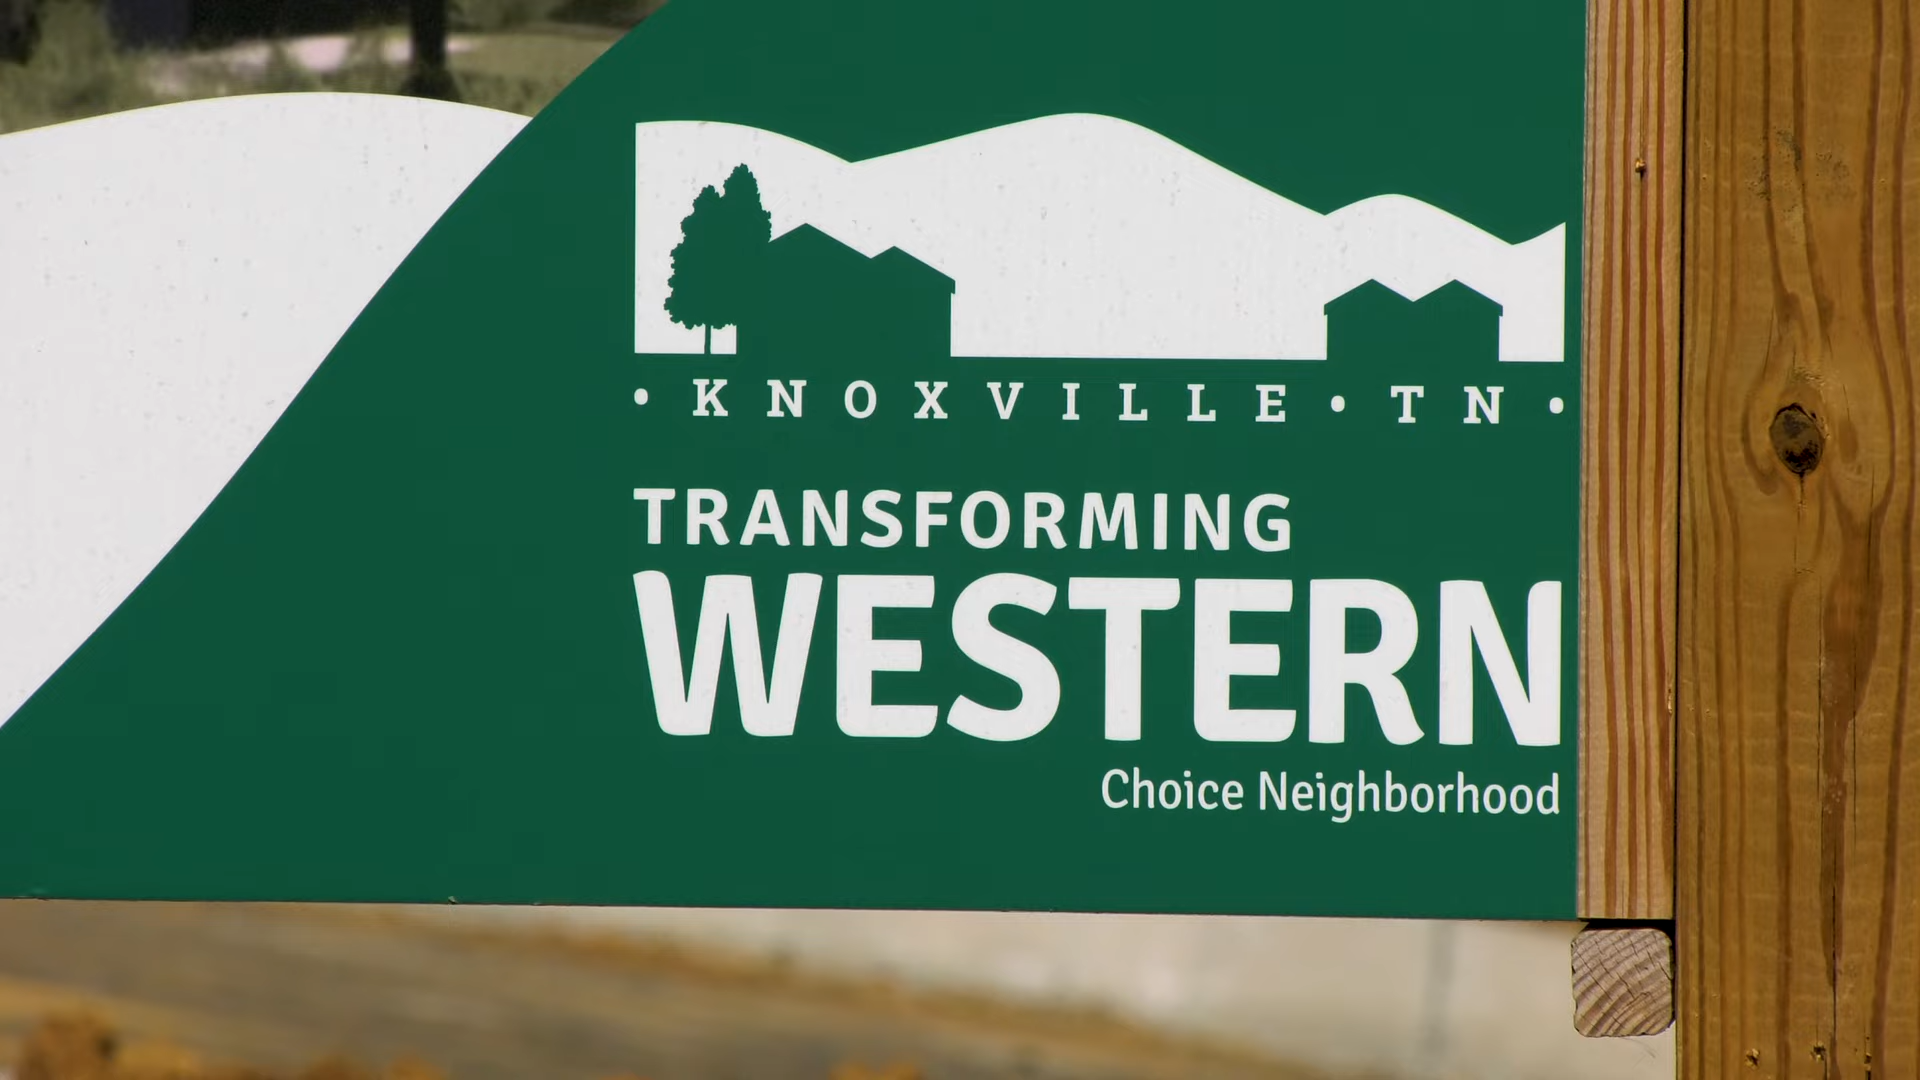 • KNOXVILLE • TN •
TRANSFORMING
WESTERN
Choice Neighborhood